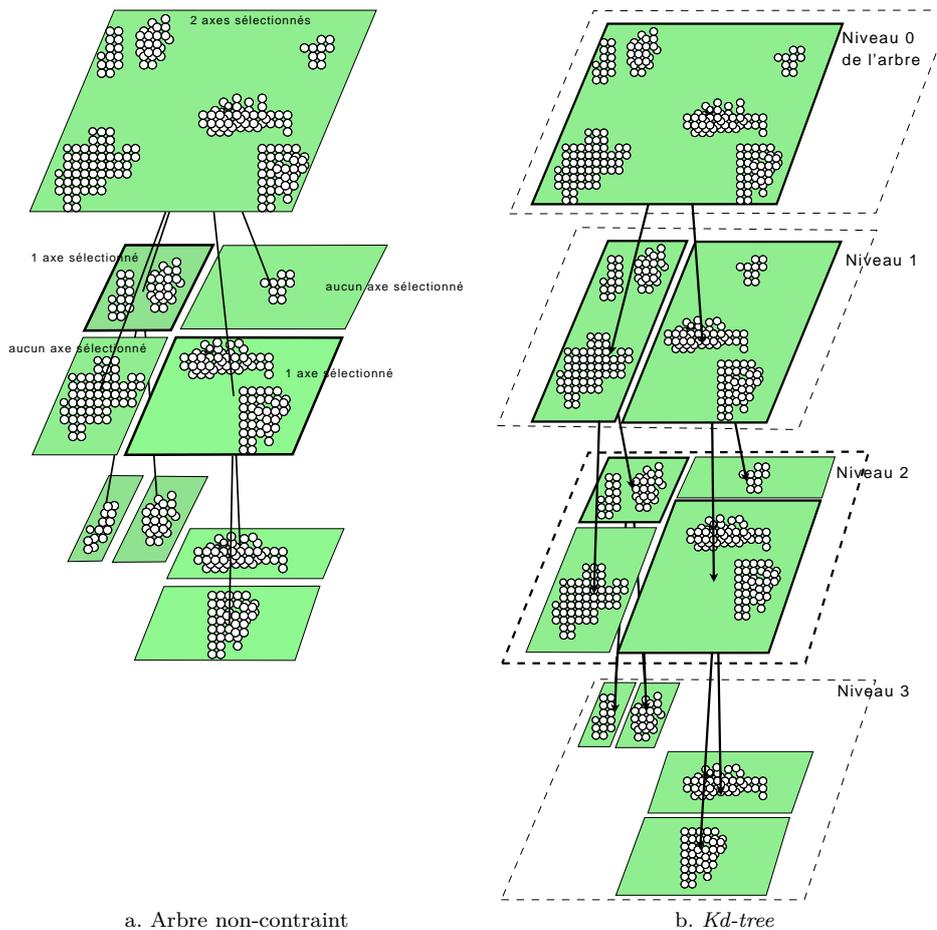 2 axes sélectionnés
1 axe sélectionné
aucun axe sélectionné
aucun axe sélectionné
1 axe sélectionné
a. Arbre non-contraint
Niveau 0
de l'arbre
Niveau 1
Niveau 2
Niveau 3
b. Kd-tree